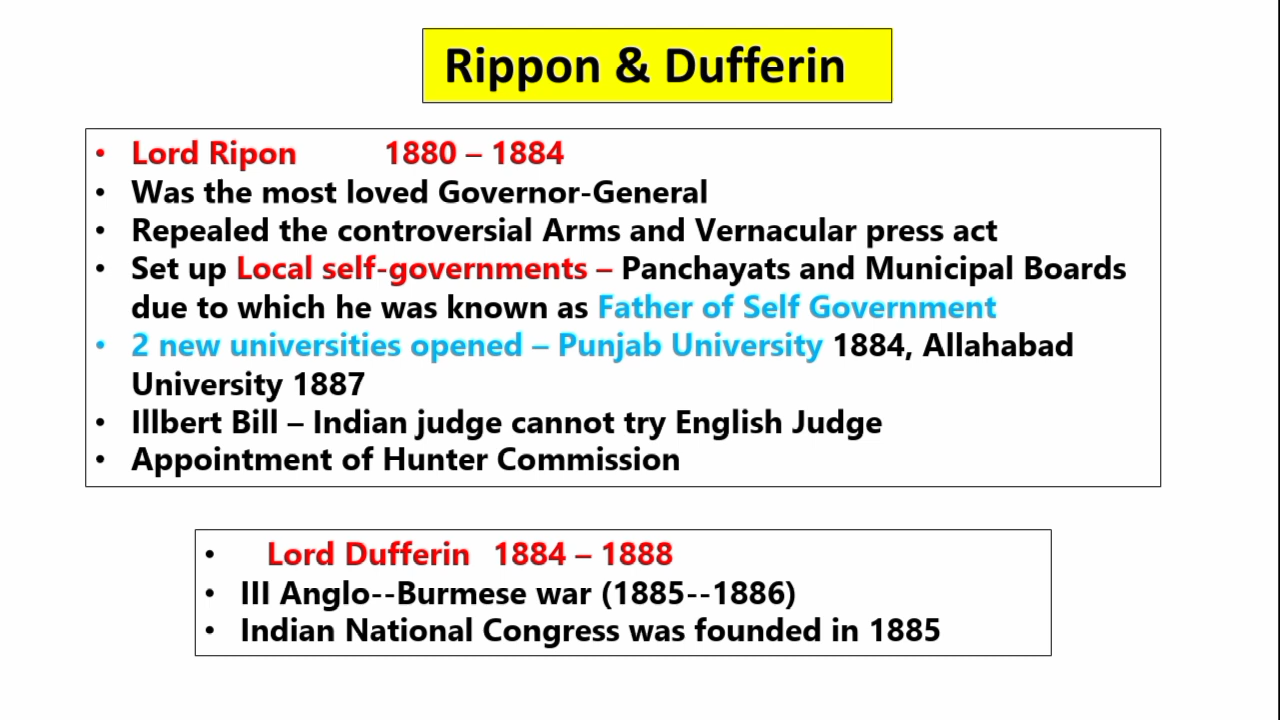 Rippon & Dufferin
• Lord Ripon 1880 – 1884
• Was the most loved Governor-General
• Repealed the controversial Arms and Vernacular press act
• Set up Local self-governments – Panchayats and Municipal Boards
due to which he was known as Father of Self Government
• 2 new universities opened – Punjab University 1884, Allahabad
University 1887
• Illbert Bill – Indian judge cannot try English Judge
• Appointment of Hunter Commission
• Lord Dufferin 1884 – 1888
• III Anglo--Burmese war (1885--1886)
• Indian National Congress was founded in 1885